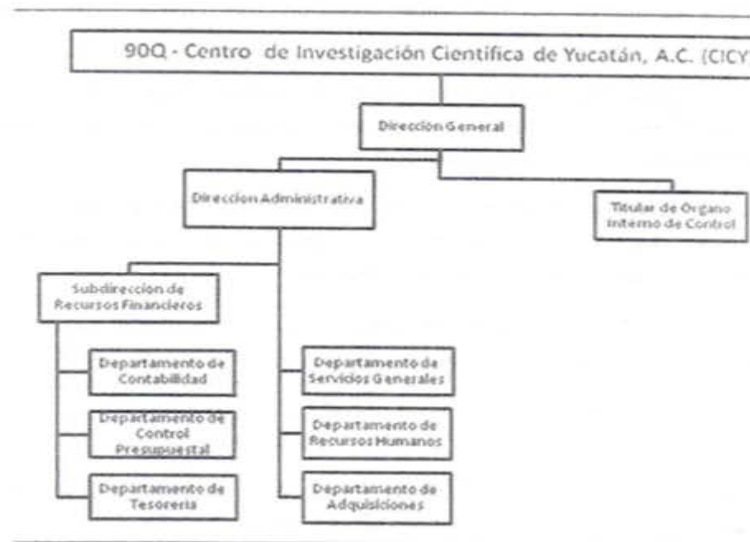 90Q - Centro de Investigación Científica de Yucatán, A.C. (CICY
Dirección General
Dirección Administrativa
Titular de Organo
Interno de Control
Subdirección de
Recursos Financieros
Departamento de
Contabilidad
Departamento de
Servicios Generales
Departamento de
Control
Presupuestal
Departamento de
Recursos Humanos
Departamento de
Tesorería
Departamento de
Adquisiciones